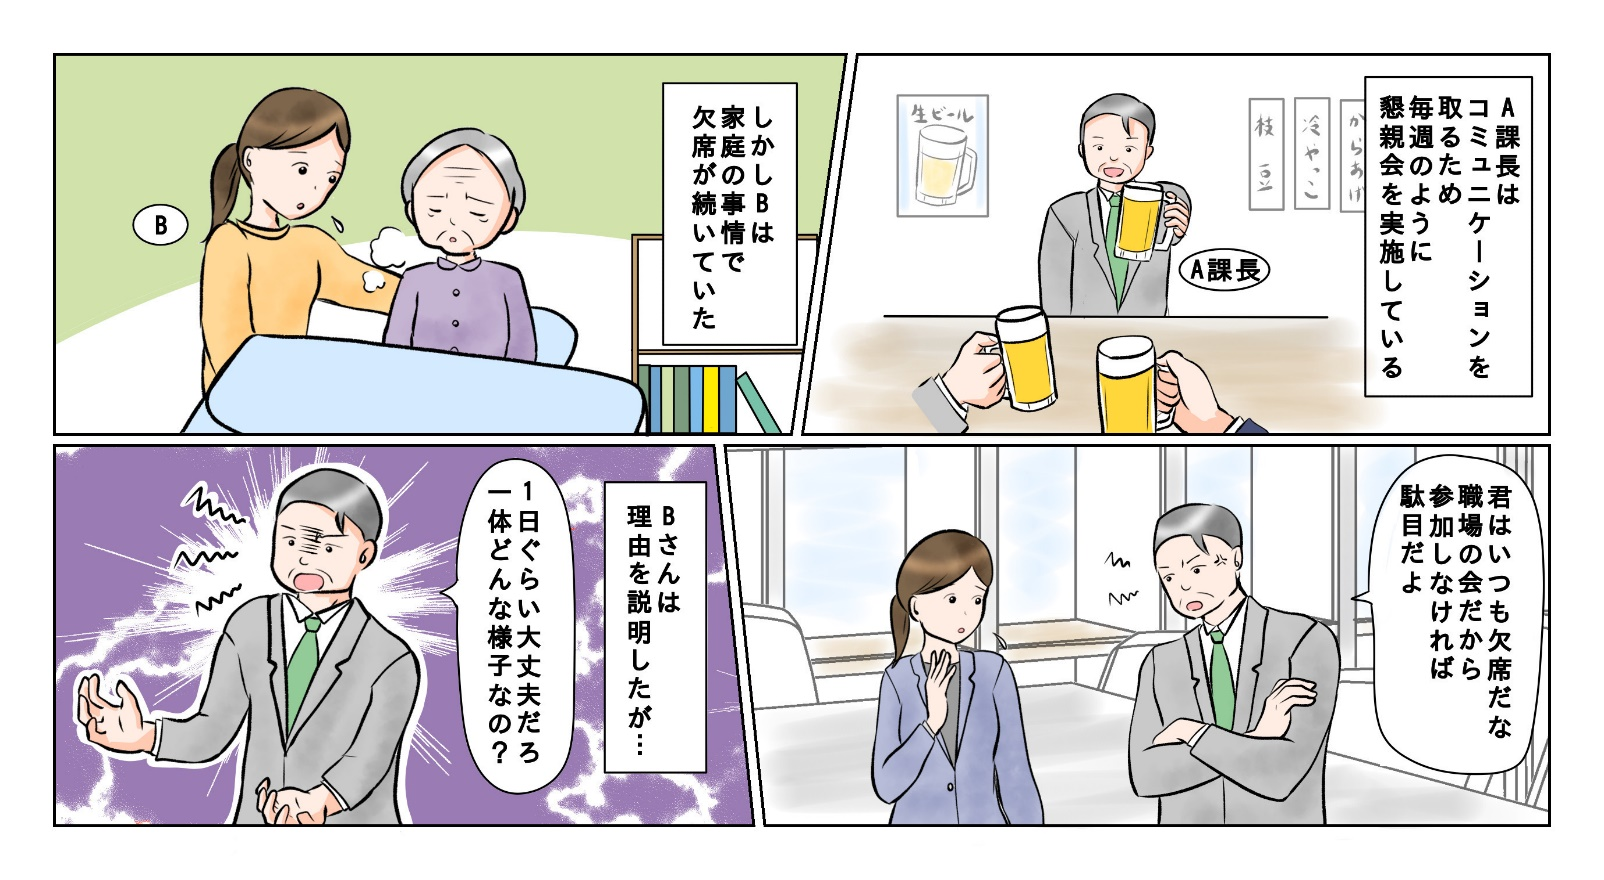 A課長は
コミュニケーションを
取るため
毎週のように
懇親会を実施している
生ビール
枝豆
冷やっこ
からあげ
A課長
しかしBは
家庭の事情で
欠席が続いていた
B
君はいつも欠席だな
職場の会だから
参加しなければ
駄目だよ
Bさんは
理由を説明したが…
1日ぐらい大丈夫だろ
一体どんな様子なの？